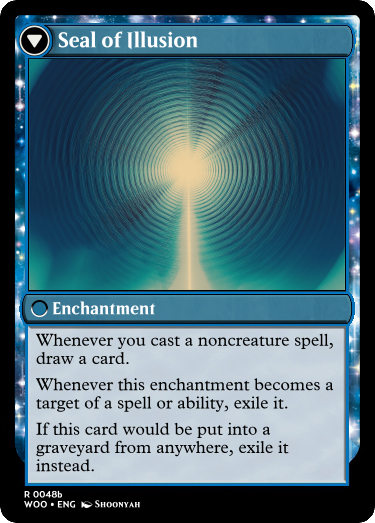 Seal of Illusion
Enchantment
Whenever you cast a noncreature spell,
draw a card.
Whenever this enchantment becomes a
target of a spell or ability, exile it.
If this card would be put into a
graveyard from anywhere, exile it
instead.
R 0048b
WOO • ENG Shoonyah